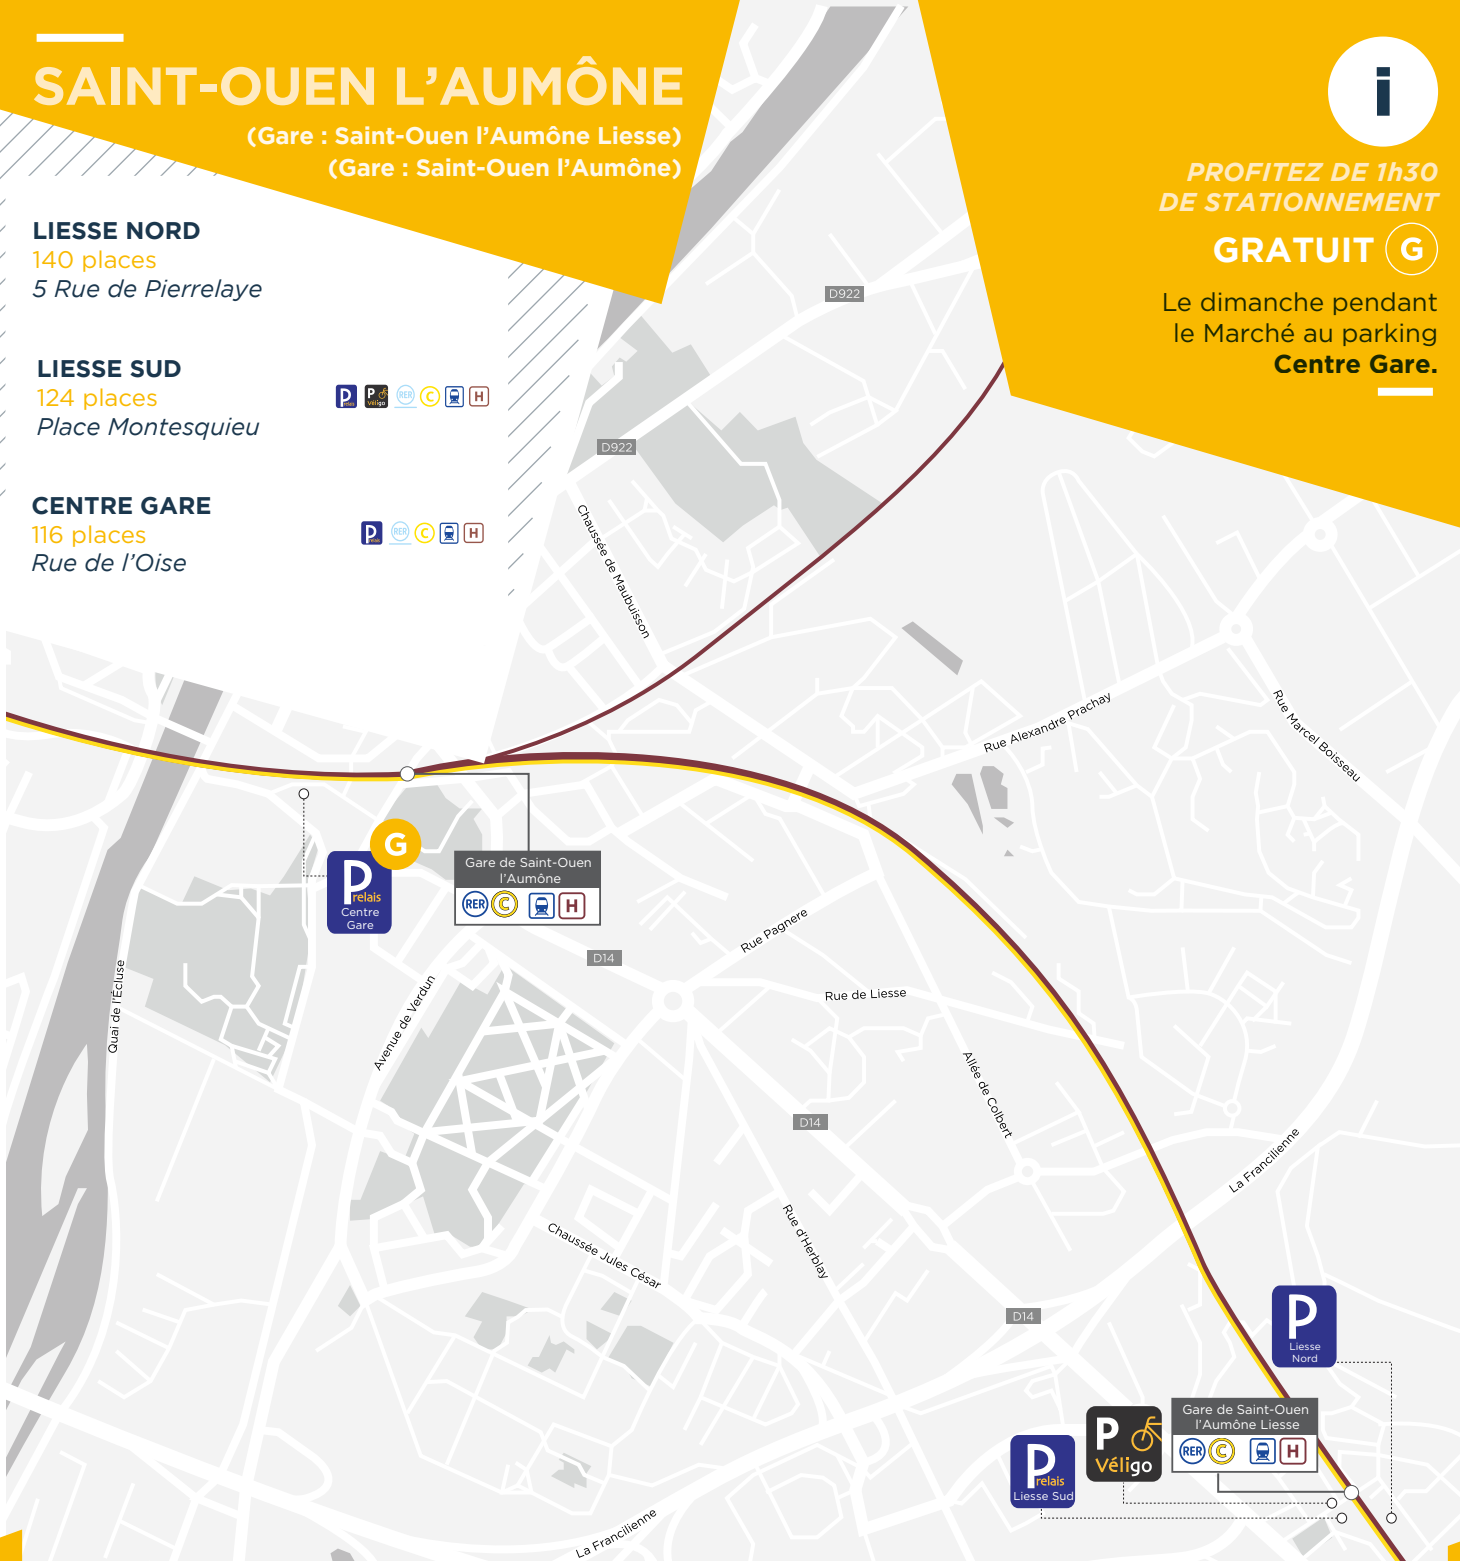 SAINT-OUEN L'AUMÔNE
(Gare : Saint-Ouen l'Aumône Liesse)
(Gare : Saint-Ouen l'Aumône)
i
PROFITEZ DE 1h30
DE STATIONNEMENT
GRATUIT G
Le dimanche pendant
le Marché au parking
Centre Gare.
LIESSE NORD
140 places
5 Rue de Pierrelaye
LIESSE SUD
124 places
Place Montesquieu
P relais P Véligo RER C H
CENTRE GARE
116 places
Rue de l'Oise
P relais RER C H
D922
D922
Chaussée de Maubuisson
Rue Alexandre Prachay
Rue Marcel Boisseau
G
P relais
Centre
Gare
Gare de Saint-Ouen
l'Aumône
RER C H
D14
Rue Pagnere
Rue de Liesse
Quai de l'Écluse
Avenue de Verdun
Allée de Colbert
D14
La Francilienne
Chaussée Jules César
Rue d'Herblay
D14
P
Liesse
Nord
Gare de Saint-Ouen
l'Aumône Liesse
RER C H
P
Véligo
P relais
Liesse Sud
La Francilienne